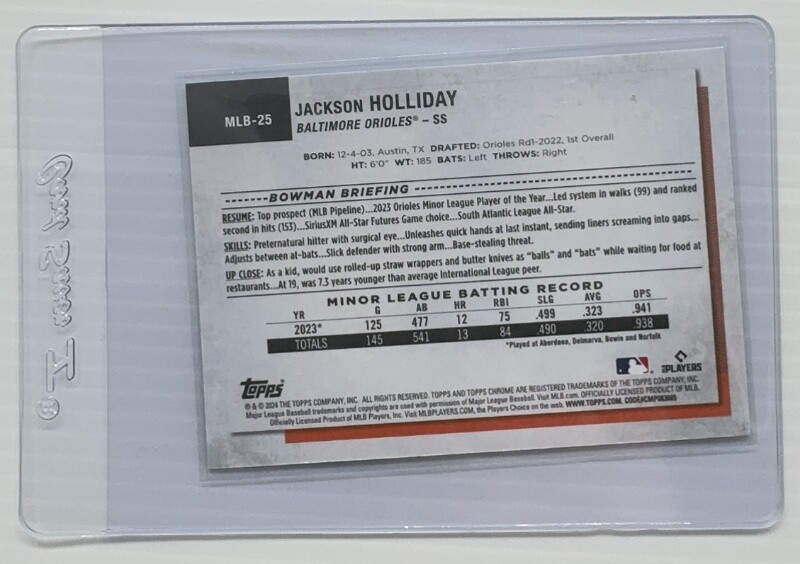 MLB-25
JACKSON HOLLIDAY
BALTIMORE ORIOLES® – SS
BORN: 12-4-03, Austin, TX DRAFTED: Orioles Rd1-2022, 1st Overall
HT: 6'0" WT: 185 BATS: Left THROWS: Right
BOWMAN BRIEFING
RESUME: Top prospect (MLB Pipeline)...2023 Orioles Minor League Player of the Year...Led system in walks (99) and ranked
second in hits (153)...SiriusXM All-Star Futures Game choice...South Atlantic League All-Star.
SKILLS: Preternatural hitter with surgical eye...Unleashes quick hands at last instant, sending liners screaming into gaps...
Adjusts between at-bats...Slick defender with strong arm...Base-stealing threat.
UP CLOSE: As a kid, would use rolled-up straw wrappers and butter knives as "balls" and "bats" while waiting for food at
restaurants...At 19, was 7.3 years younger than average International League peer.
MINOR LEAGUE BATTING RECORD
YR G AB HR RBI SLG AVG OPS
2023* 125 477 12 75 .499 .323 .941
TOTALS 145 541 13 84 .490 .320 .938
*Played at Aberdeen, Delmarva, Bowie and Norfolk
Topps
PLAYERS
® & © 2024 THE TOPPS COMPANY, INC. ALL RIGHTS RESERVED. TOPPS AND TOPPS CHROME ARE REGISTERED TRADEMARKS OF THE TOPPS COMPANY, INC.
Major League Baseball trademarks and copyrights are used with permission of Major League Baseball. Visit MLB.com. OFFICIALLY LICENSED PRODUCT OF MLB.
Officially Licensed Product of MLB Players, Inc. Visit MLBPLAYERS.COM, the Players Choice on the web. WWW.TOPPS.COM.
Card Saver I ®